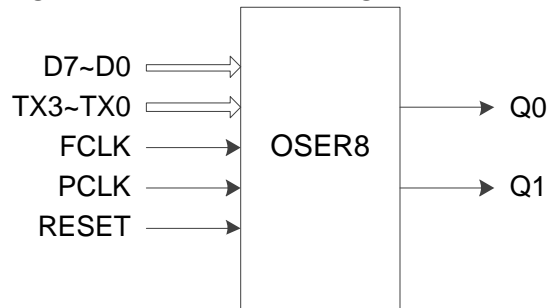 D7~D0
TX3~TX0
FCLK
PCLK
RESET
OSER8
Q0
Q1